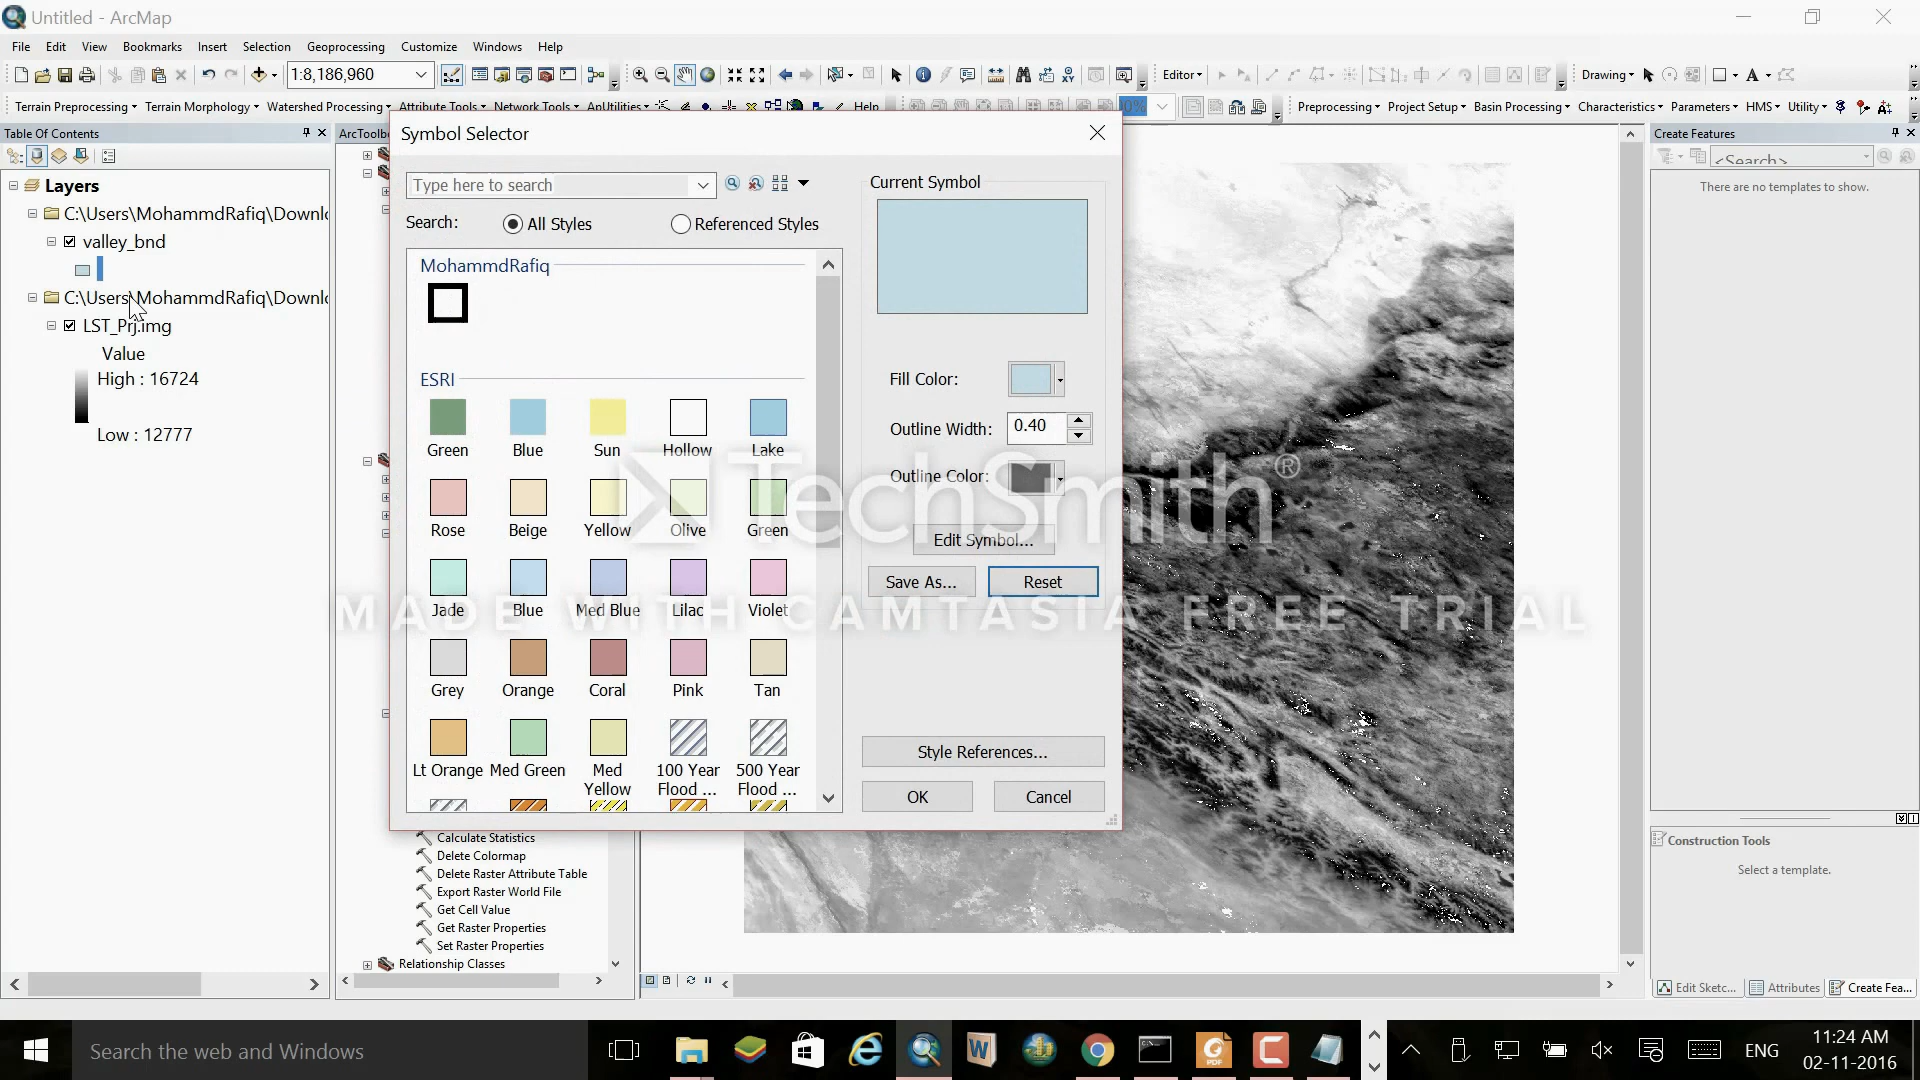 Untitled - ArcMap
File Edit View Bookmarks Insert Selection Geoprocessing Customize Windows Help
1:8,186,960
Editor
Drawing
Terrain Preprocessing Terrain Morphology Watershed Processing Attribute Tools Network Tools ApUtilities Help
Preprocessing Project Setup Basin Processing Characteristics Parameters HMS Utility
Table Of Contents
Layers
C:\Users\MohammdRafiq\Downl
valley_bnd
C:\Users\MohammdRafiq\Downl
LST_Prj.img
Value
High : 16724
Low : 12777
ArcToolb
Symbol Selector
Type here to search
Search: All Styles Referenced Styles
MohammdRafiq
ESRI
Green Blue Sun Hollow Lake
Rose Beige Yellow Olive Green
Jade Blue Med Blue Lilac Violet
Grey Orange Coral Pink Tan
Lt Orange Med Green Med Yellow 100 Year Flood ... 500 Year Flood ...
Current Symbol
Fill Color:
Outline Width: 0.40
Outline Color:
Edit Symbol...
Save As... Reset
Style References...
OK Cancel
TechSmith®
MADE WITH CAMTASIA FREE TRIAL
Calculate Statistics
Delete Colormap
Delete Raster Attribute Table
Export Raster World File
Get Cell Value
Get Raster Properties
Set Raster Properties
Relationship Classes
Create Features
<Search>
There are no templates to show.
Construction Tools
Select a template.
Edit Sketc... Attributes Create Fea...
Search the web and Windows
ENG
11:24 AM
02-11-2016